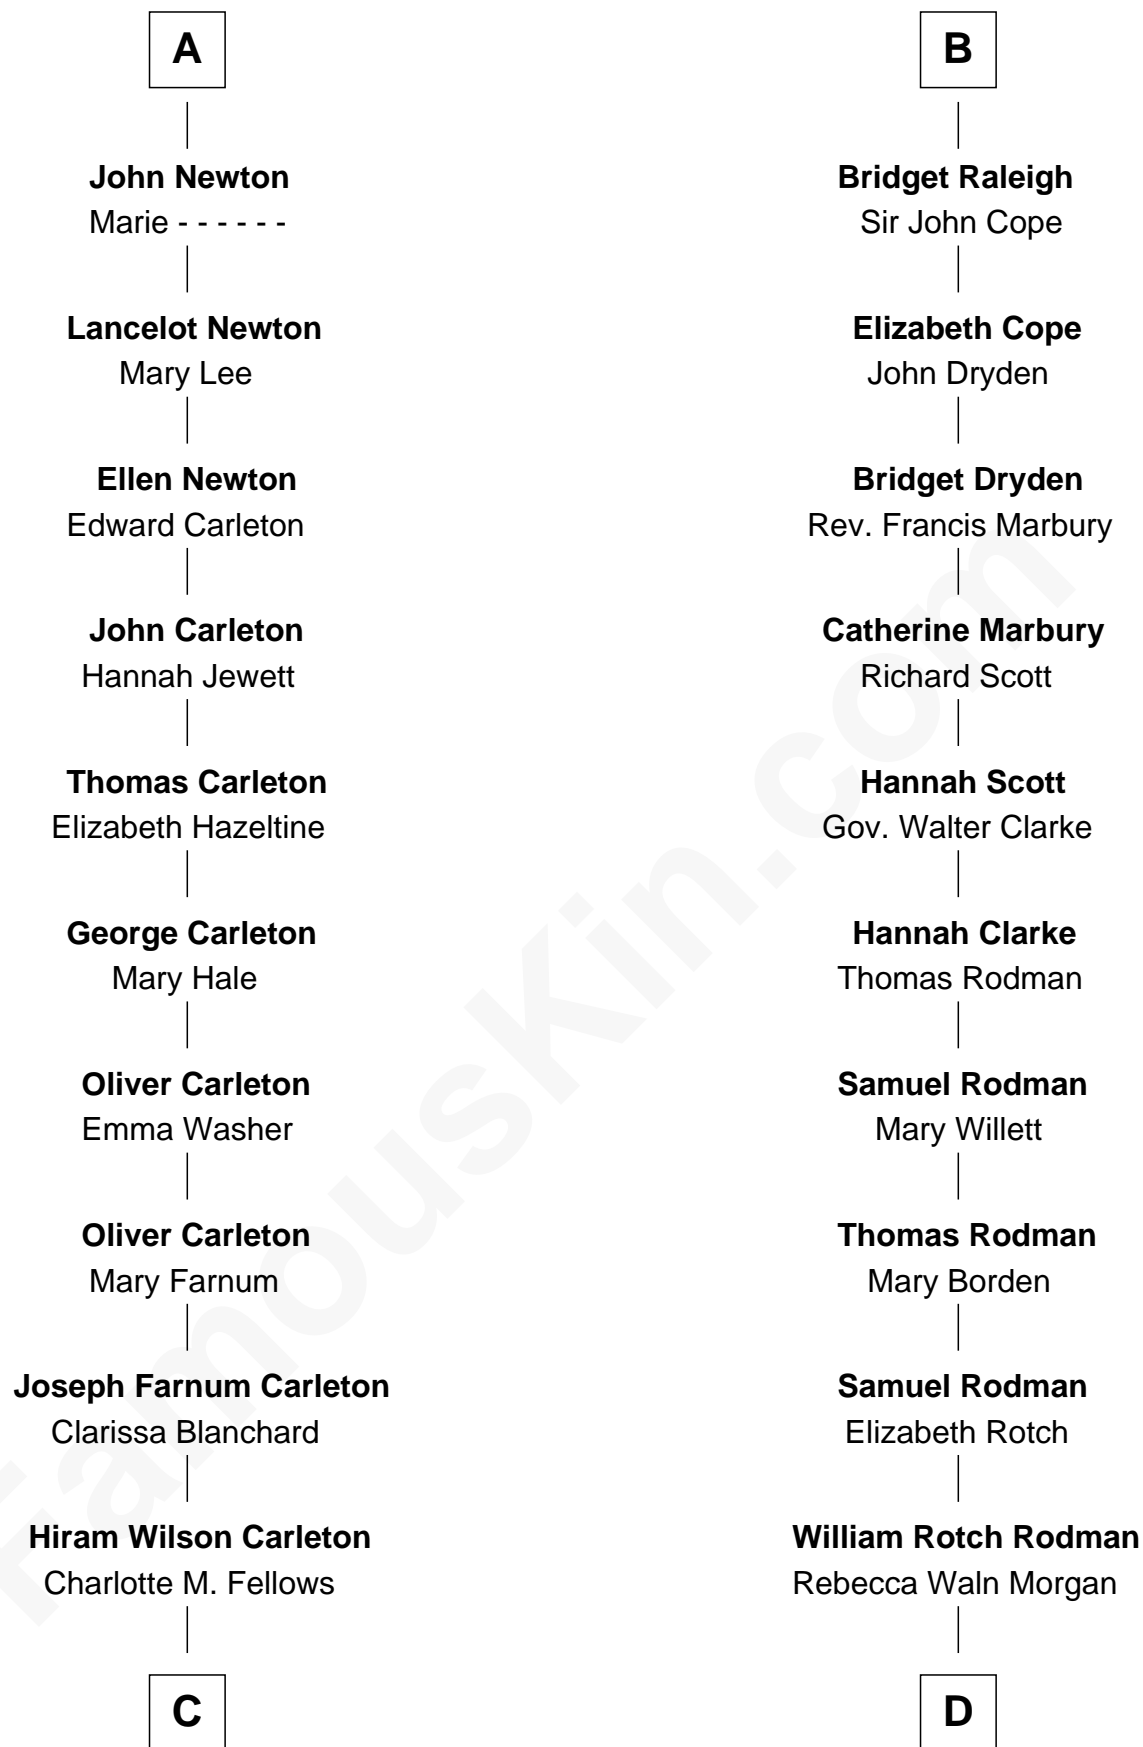 A
John Newton
Marie - - - - - -
Lancelot Newton
Mary Lee
Ellen Newton
Edward Carleton
John Carleton
Hannah Jewett
Thomas Carleton
Elizabeth Hazeltine
George Carleton
Mary Hale
Oliver Carleton
Emma Washer
Oliver Carleton
Mary Farnum
Joseph Farnum Carleton
Clarissa Blanchard
Hiram Wilson Carleton
Charlotte M. Fellows
C
B
Bridget Raleigh
Sir John Cope
Elizabeth Cope
John Dryden
Bridget Dryden
Rev. Francis Marbury
Catherine Marbury
Richard Scott
Hannah Scott
Gov. Walter Clarke
Hannah Clarke
Thomas Rodman
Samuel Rodman
Mary Willett
Thomas Rodman
Mary Borden
Samuel Rodman
Elizabeth Rotch
William Rotch Rodman
Rebecca Waln Morgan
D
FamousKin.com